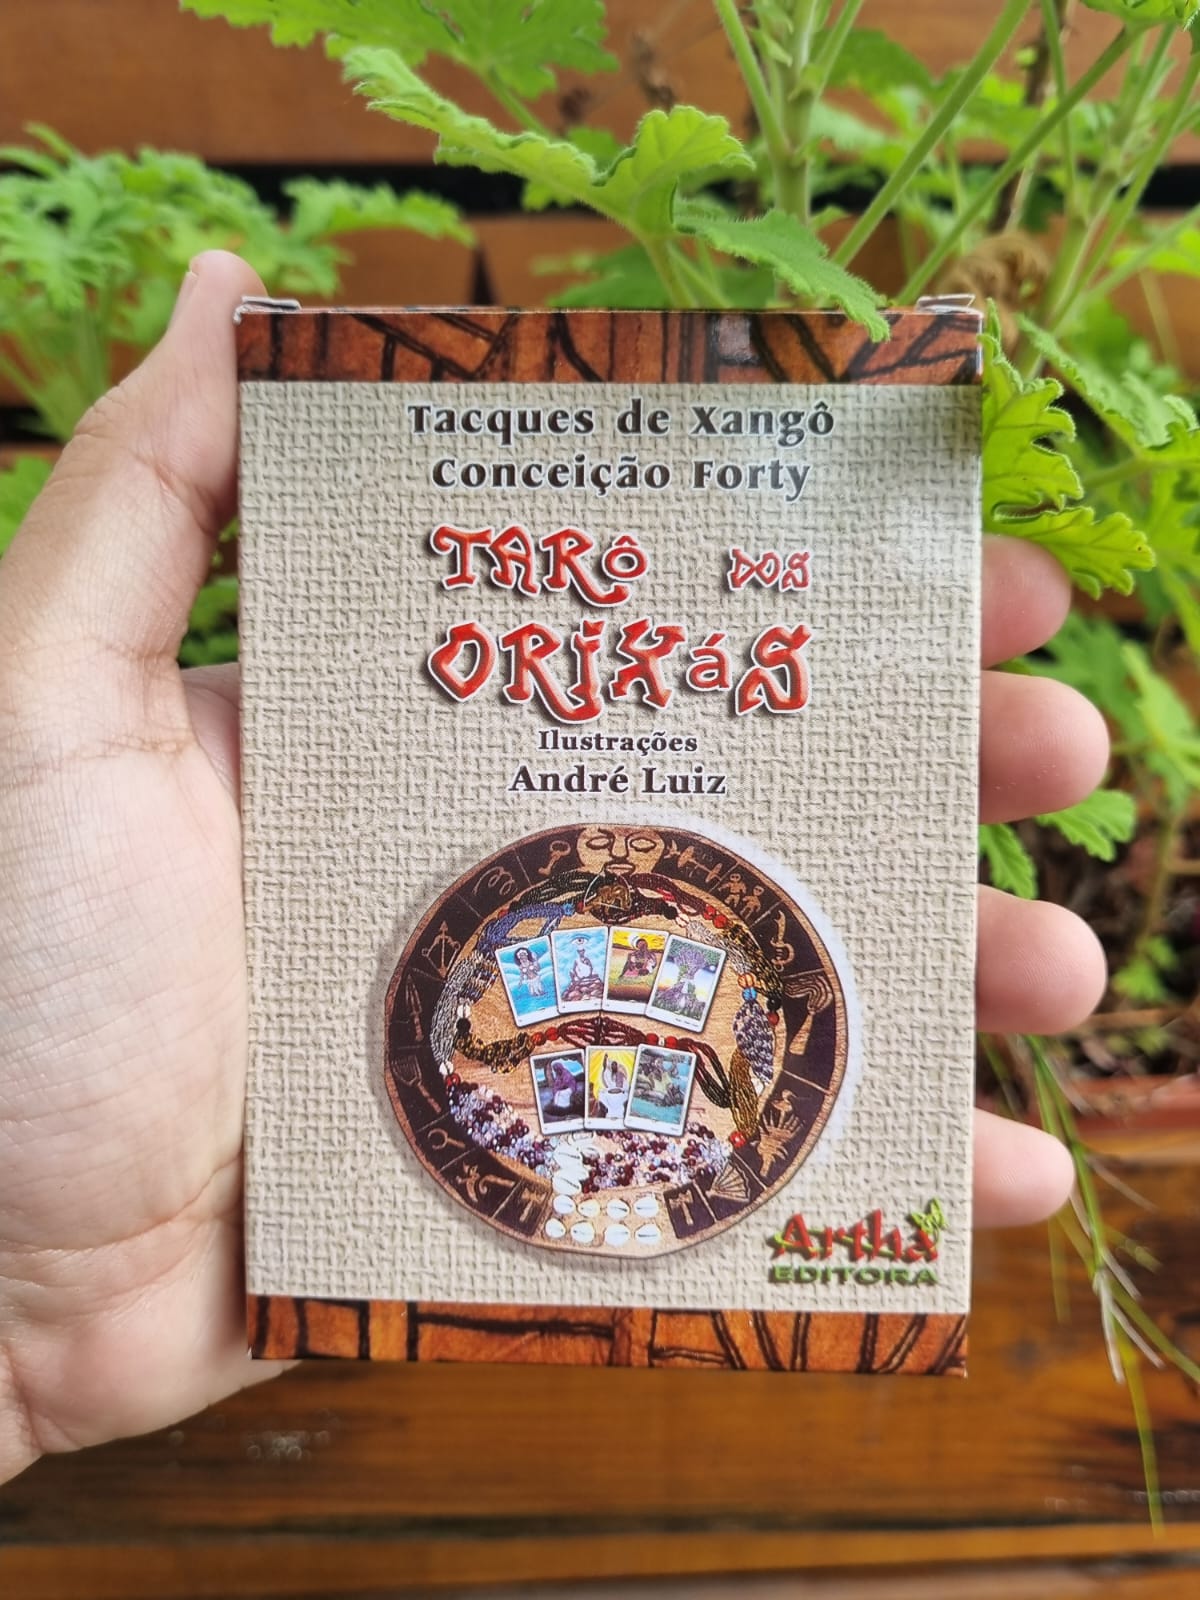 Tacques de Xangô
Conceição Forty
TARÔ DOS
ORIXáS
Ilustrações
André Luiz
Artha
EDITORA